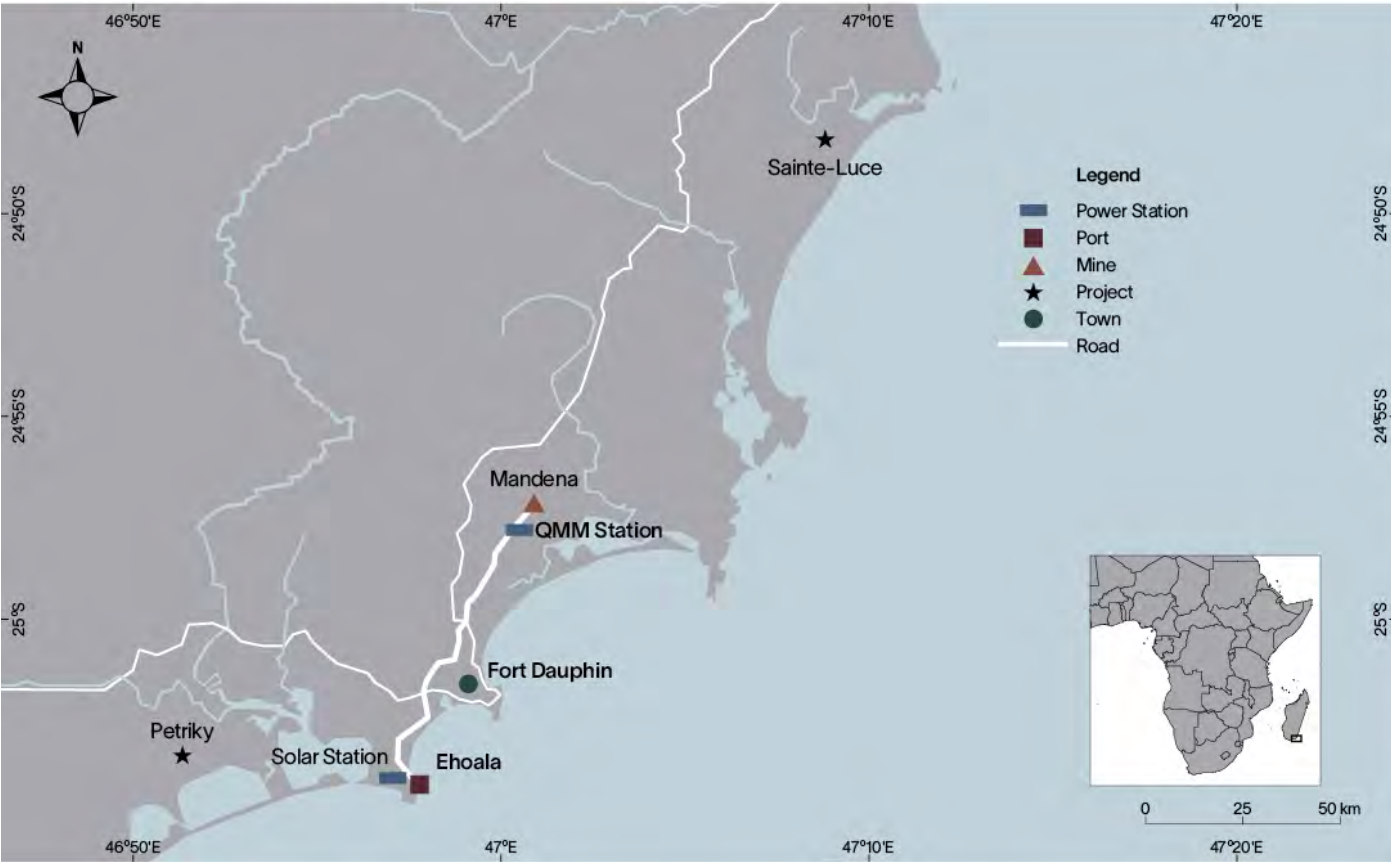 46°50'E
47°E
47°10'E
47°20'E
N
Sainte-Luce
Legend
Power Station
Port
Mine
Project
Town
Road
24°50'S
24°50'S
24°55'S
24°55'S
Mandena
QMM Station
25°S
25°S
Fort Dauphin
Petriky
Solar Station
Ehoala
0 25 50 km
46°50'E
47°E
47°10'E
47°20'E